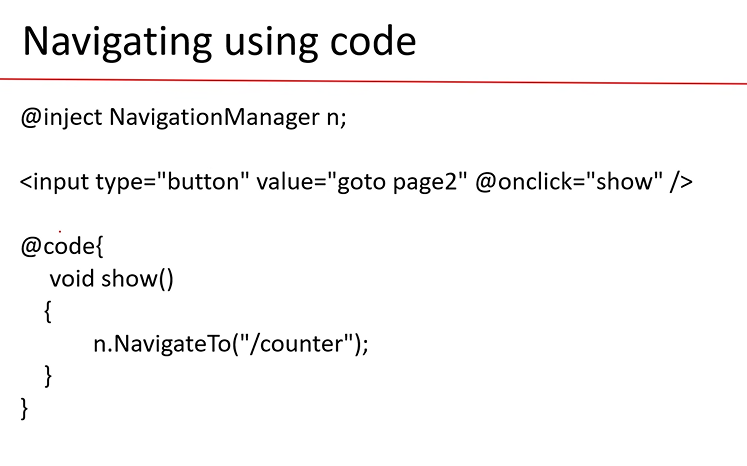 Navigating using code
@inject NavigationManager n;
<input type="button" value="goto page2" @onclick="show" />
@code{
void show()
{
n.NavigateTo("/counter");
}
}